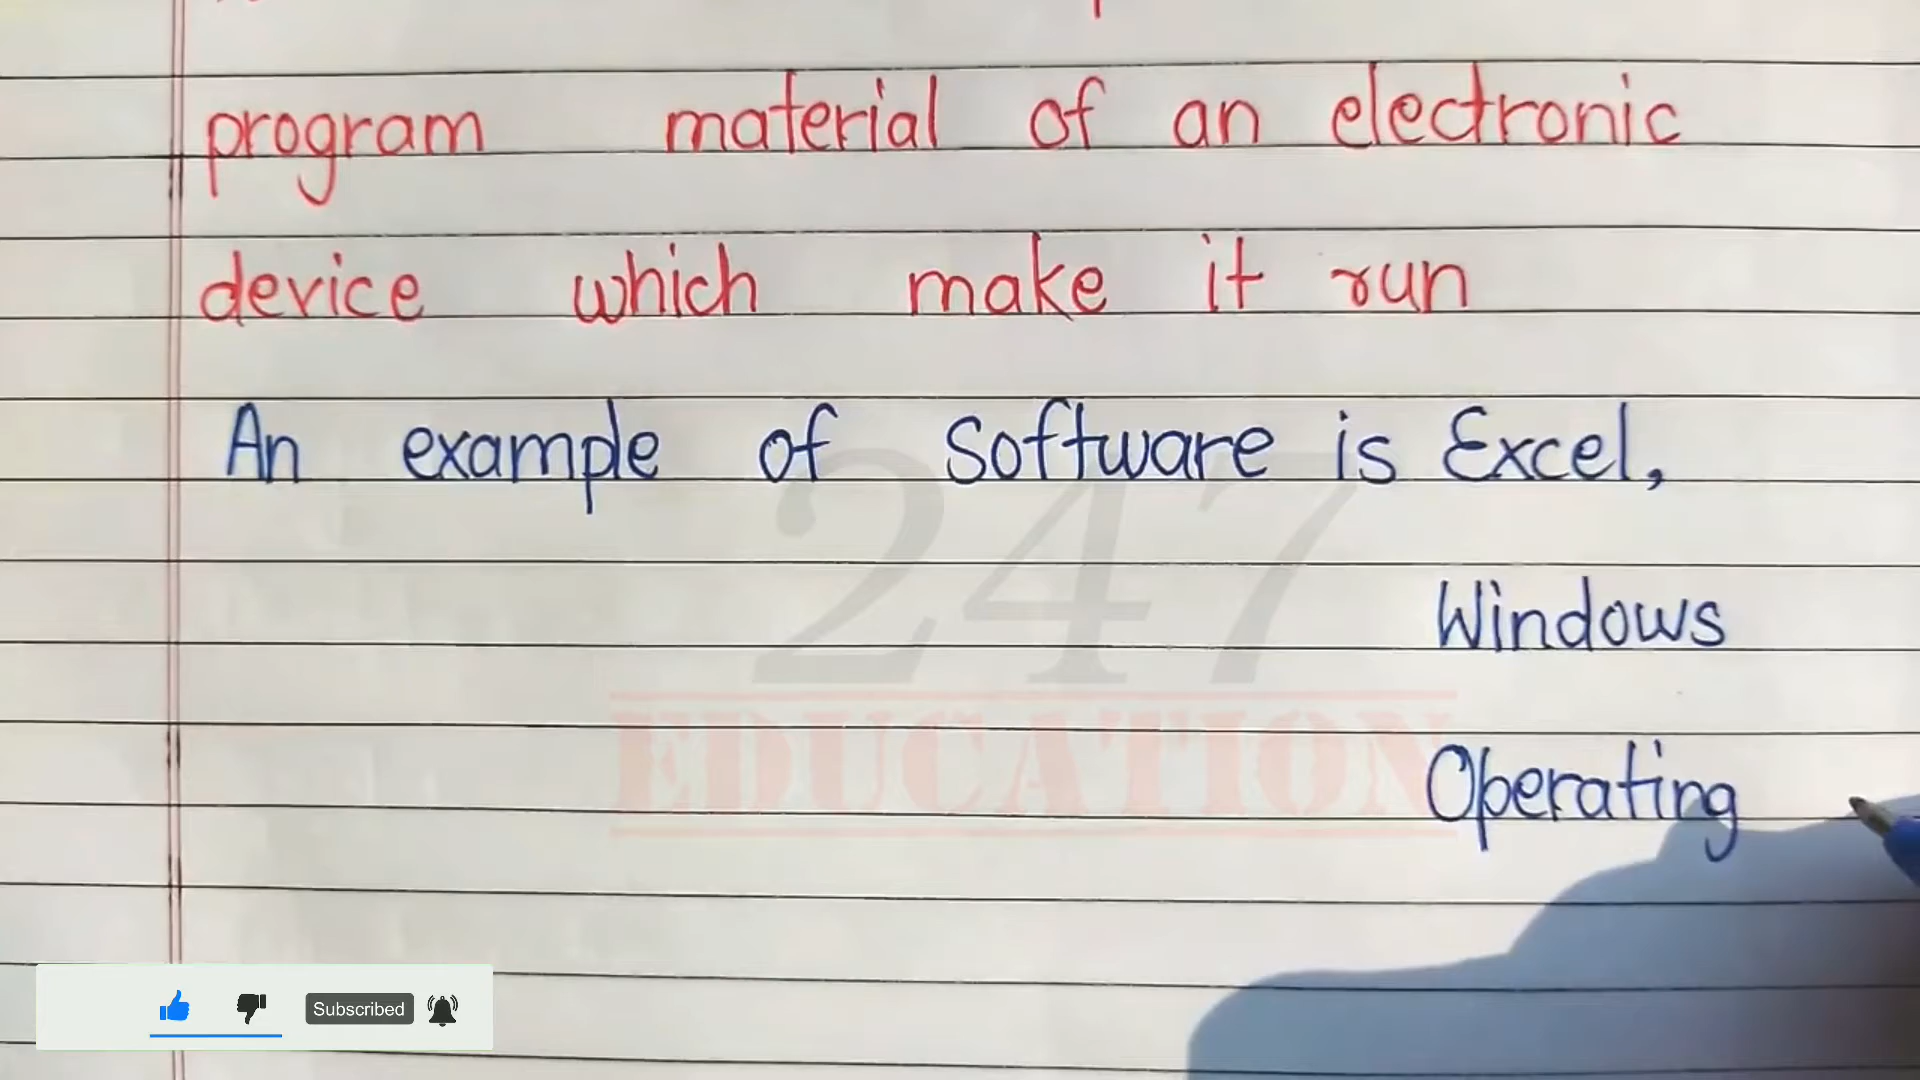 program material of an electronic
device which make it run
An example of Software is Excel,
Windows
Operating
247
EDUCATION
Subscribed